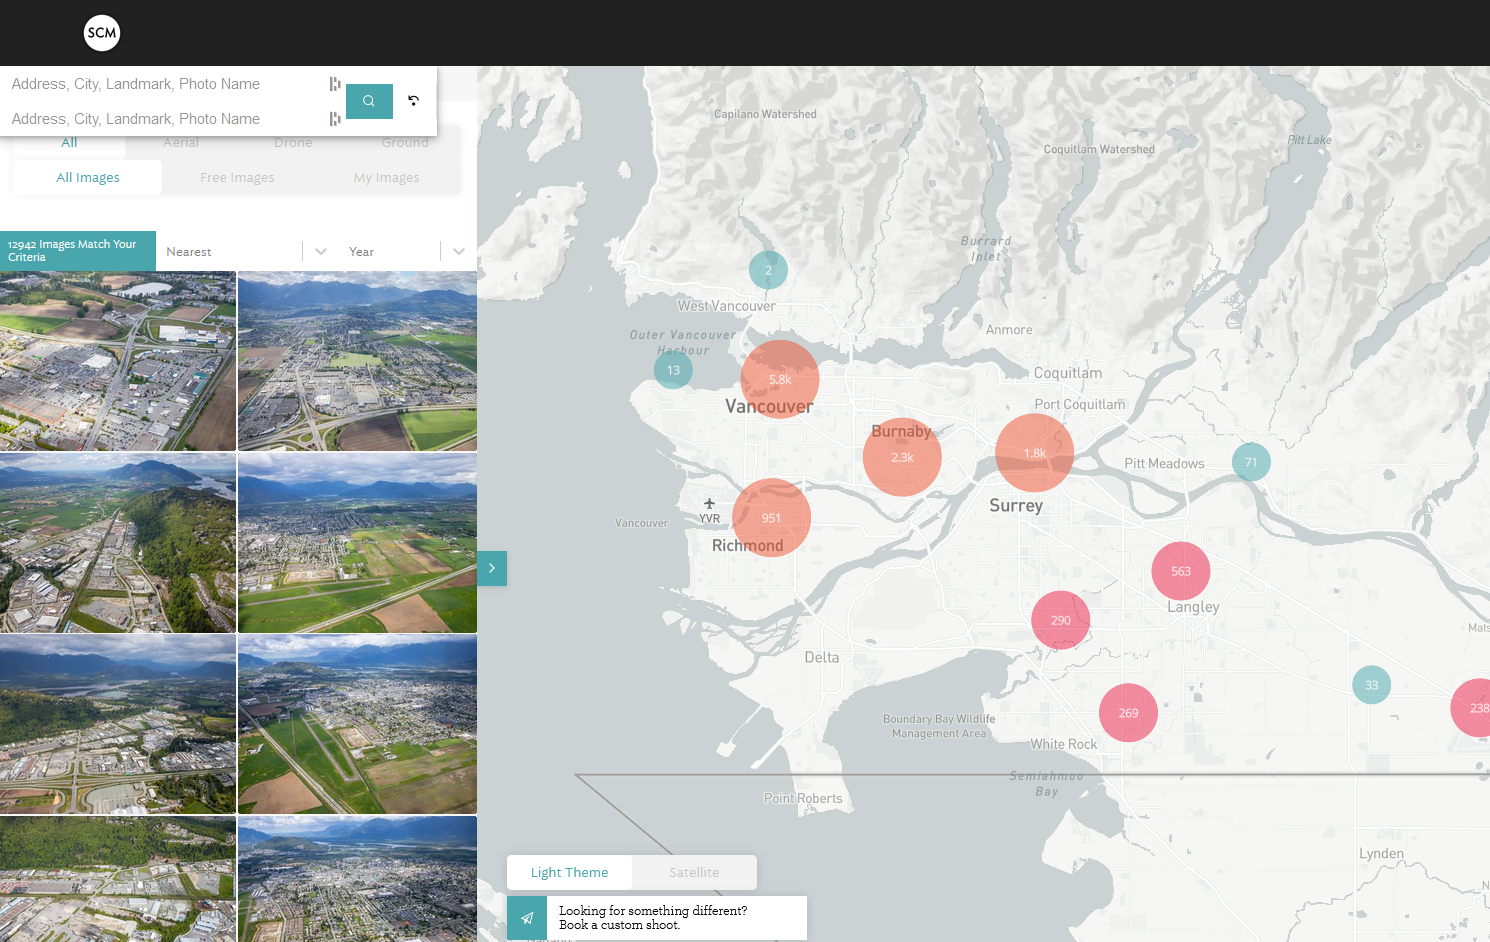 SCM
Address, City, Landmark, Photo Name
Address, City, Landmark, Photo Name
All
Aerial
Drone
Ground
All Images
Free Images
My Images
12942 Images Match Your
Criteria
Nearest
Year
Capilano Watershed
Coquitlam Watershed
Pitt Lake
Burrard
Inlet
2
West Vancouver
Outer Vancouver
Harbour
Anmore
13
5.8k
Coquitlam
Vancouver
Port Coquitlam
Burnaby
2.3k
1.8k
Pitt Meadows
71
Surrey
YVR
951
Vancouver
Richmond
563
Langley
290
Mats
Delta
33
238
269
Boundary Bay Wildlife
Management Area
White Rock
Semiahmoo
Bay
Point Roberts
Lynden
Light Theme
Satellite
Looking for something different?
Book a custom shoot.